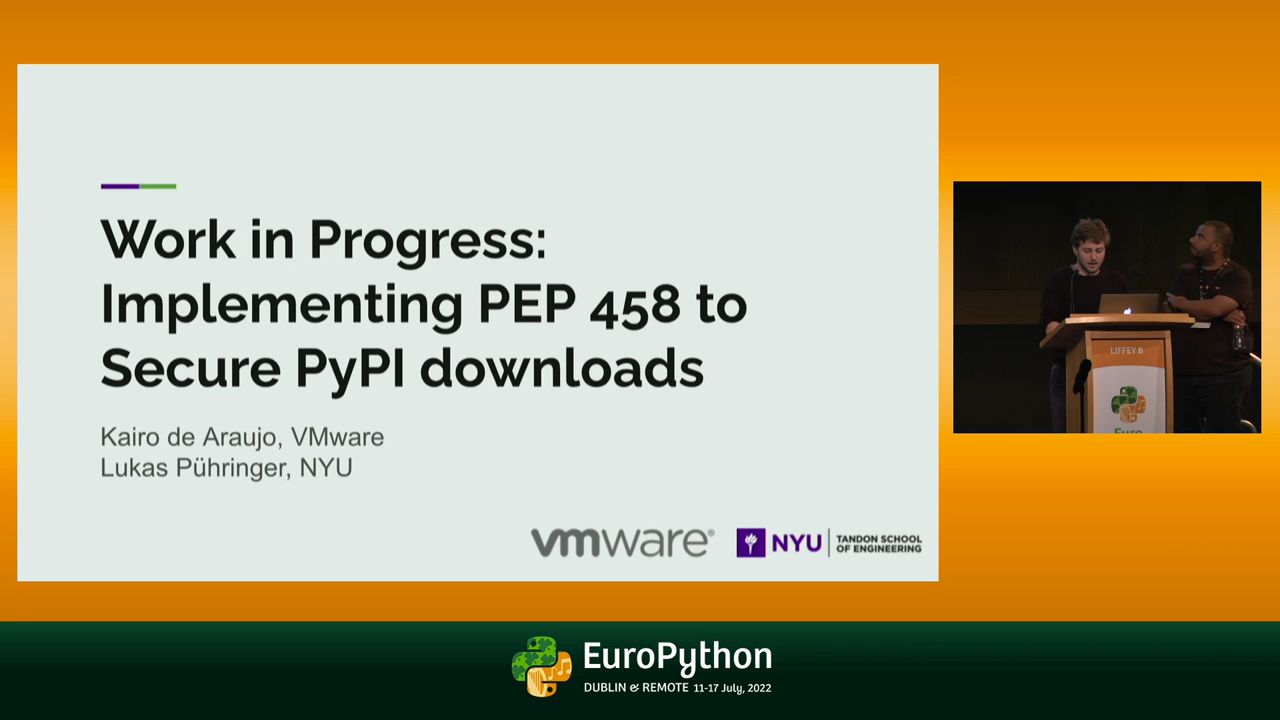 Work in Progress:
Implementing PEP 458 to
Secure PyPI downloads
Kairo de Araujo, VMware
Lukas Pühringer, NYU
vmware®
NYU
TANDON SCHOOL
OF ENGINEERING
LIFFEY B
Euro
EuroPython
DUBLIN & REMOTE 11-17 July, 2022